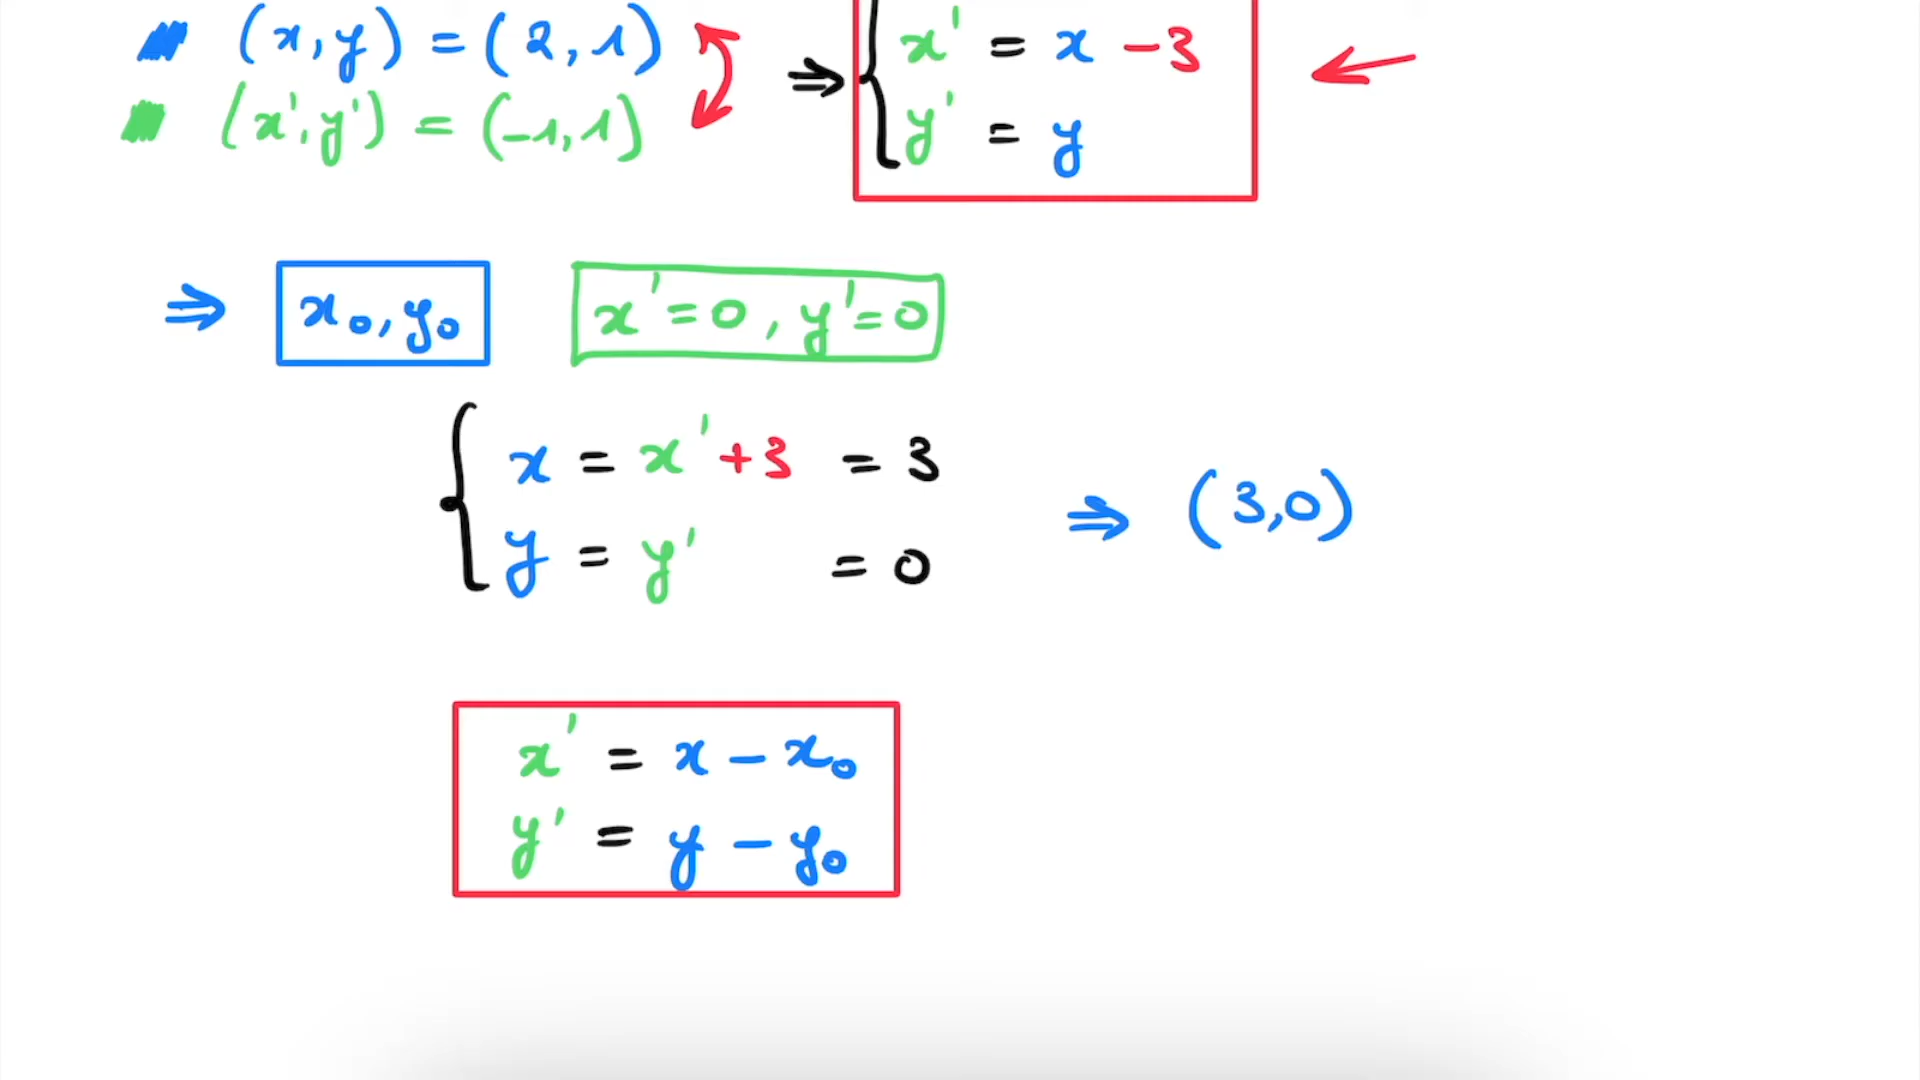 (x,y) = (2,1)
(x',y') = (-1,1)
⇒
x' = x - 3
y' = y
⇒ x₀,y₀
x'=0, y'=0
x = x' + 3 = 3
y = y' = 0
⇒ (3,0)
x' = x - x₀
y' = y - y₀